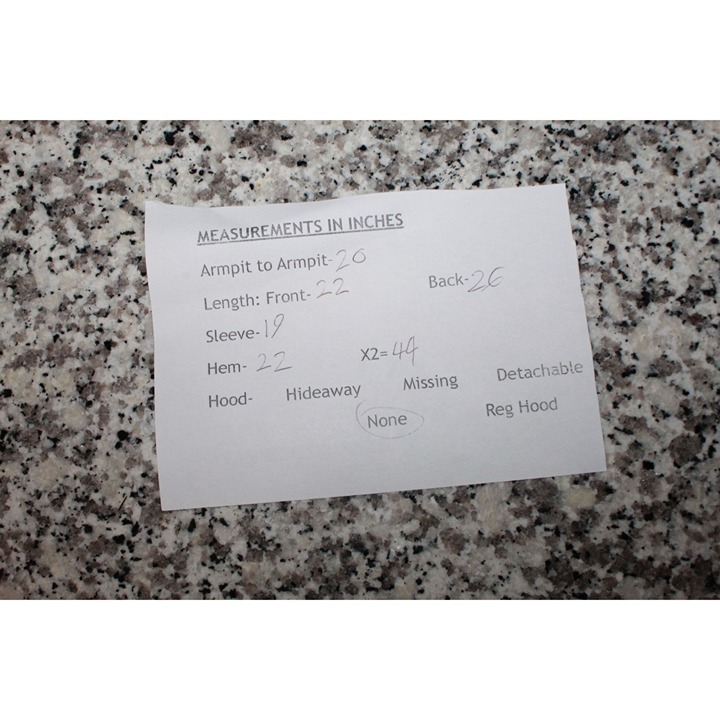 MEASUREMENTS IN INCHES
Armpit to Armpit- 20
Length: Front- 22 Back- 26
Sleeve- 19
Hem- 22 X2= 44
Hood- Hideaway Missing Detachable
None Reg Hood